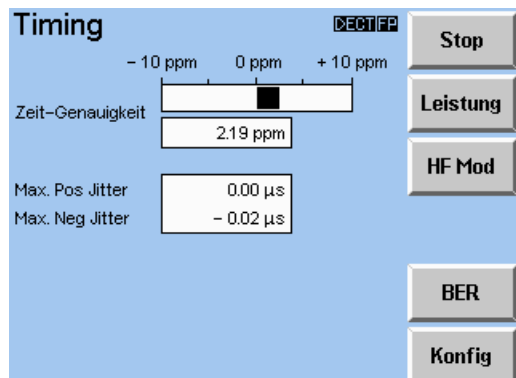 Timing
DECT FP
Stop
– 10 ppm 0 ppm + 10 ppm
Leistung
Zeit–Genauigkeit
2.19 ppm
HF Mod
Max. Pos Jitter 0.00 µs
Max. Neg Jitter – 0.02 µs
BER
Konfig